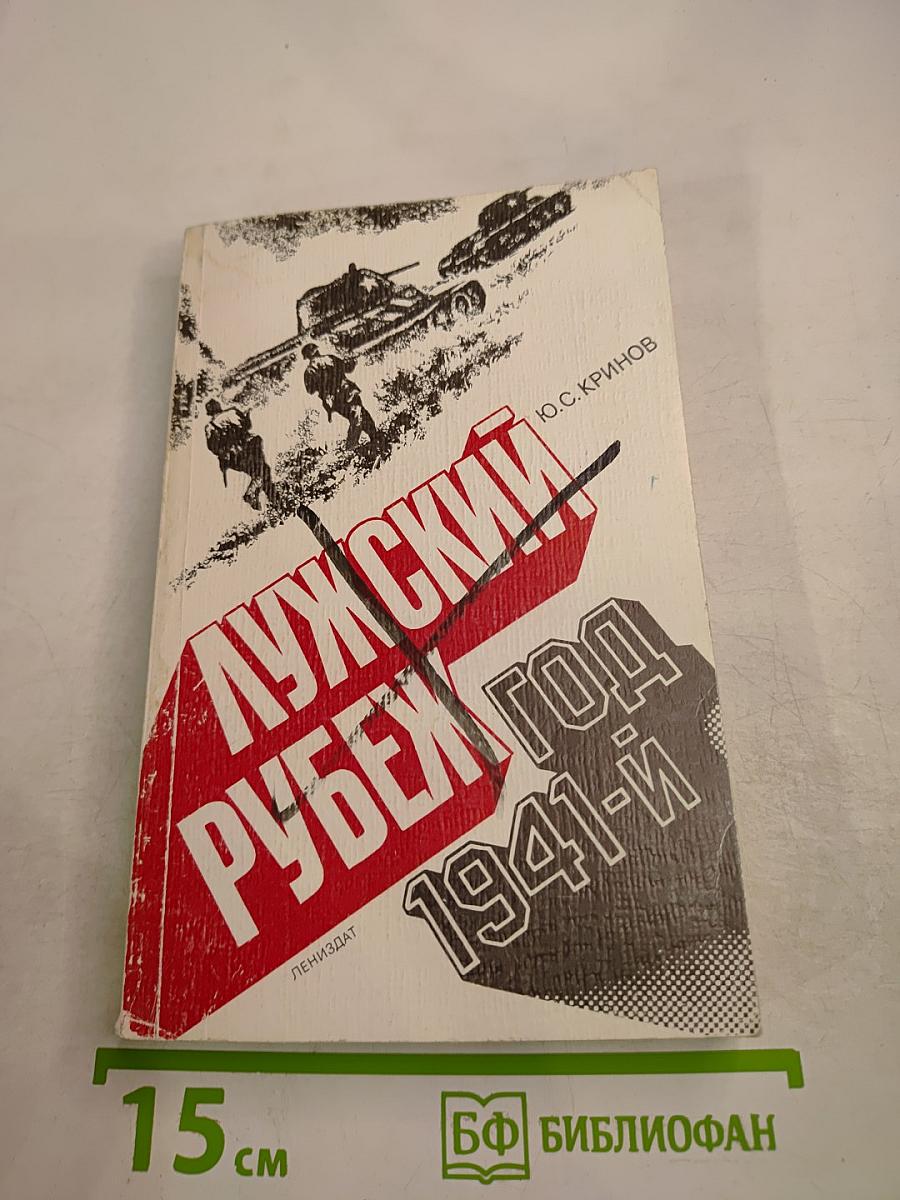 Ю.С.КРИНОВ
ЛУЖСКИЙ
РУБЕЖ
ГОД
1941-й
ЛЕНИЗДАТ
15 см
БФ БИБЛИОФАН